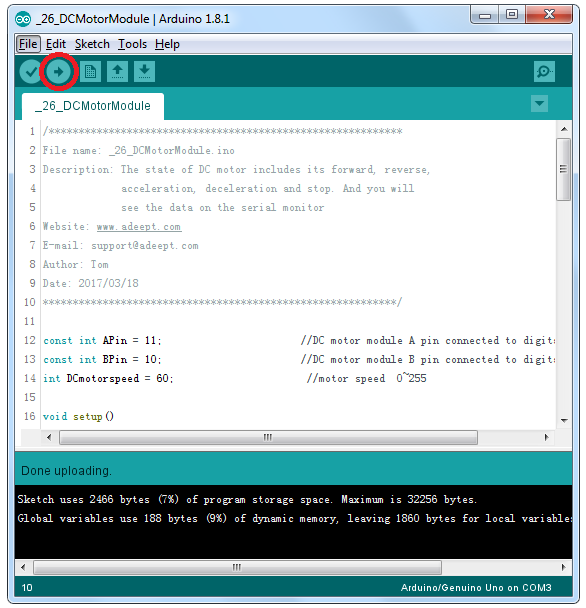 _26_DCMotorModule | Arduino 1.8.1
File Edit Sketch Tools Help
_26_DCMotorModule
1 /***********************************************************
2 File name: _26_DCMotorModule.ino
3 Description: The state of DC motor includes its forward, reverse,
4 acceleration, deceleration and stop. And you will
5 see the data on the serial monitor
6 Website: www.adeept.com
7 E-mail: support@adeept.com
8 Author: Tom
9 Date: 2017/03/18
10 ***********************************************************/
11
12 const int APin = 11; //DC motor module A pin connected to digit
13 const int BPin = 10; //DC motor module B pin connected to digit
14 int DCmotorspeed = 60; //motor speed 0~255
15
16 void setup()
Done uploading.
Sketch uses 2466 bytes (7%) of program storage space. Maximum is 32256 bytes.
Global variables use 188 bytes (9%) of dynamic memory, leaving 1860 bytes for local variables
10 Arduino/Genuino Uno on COM3